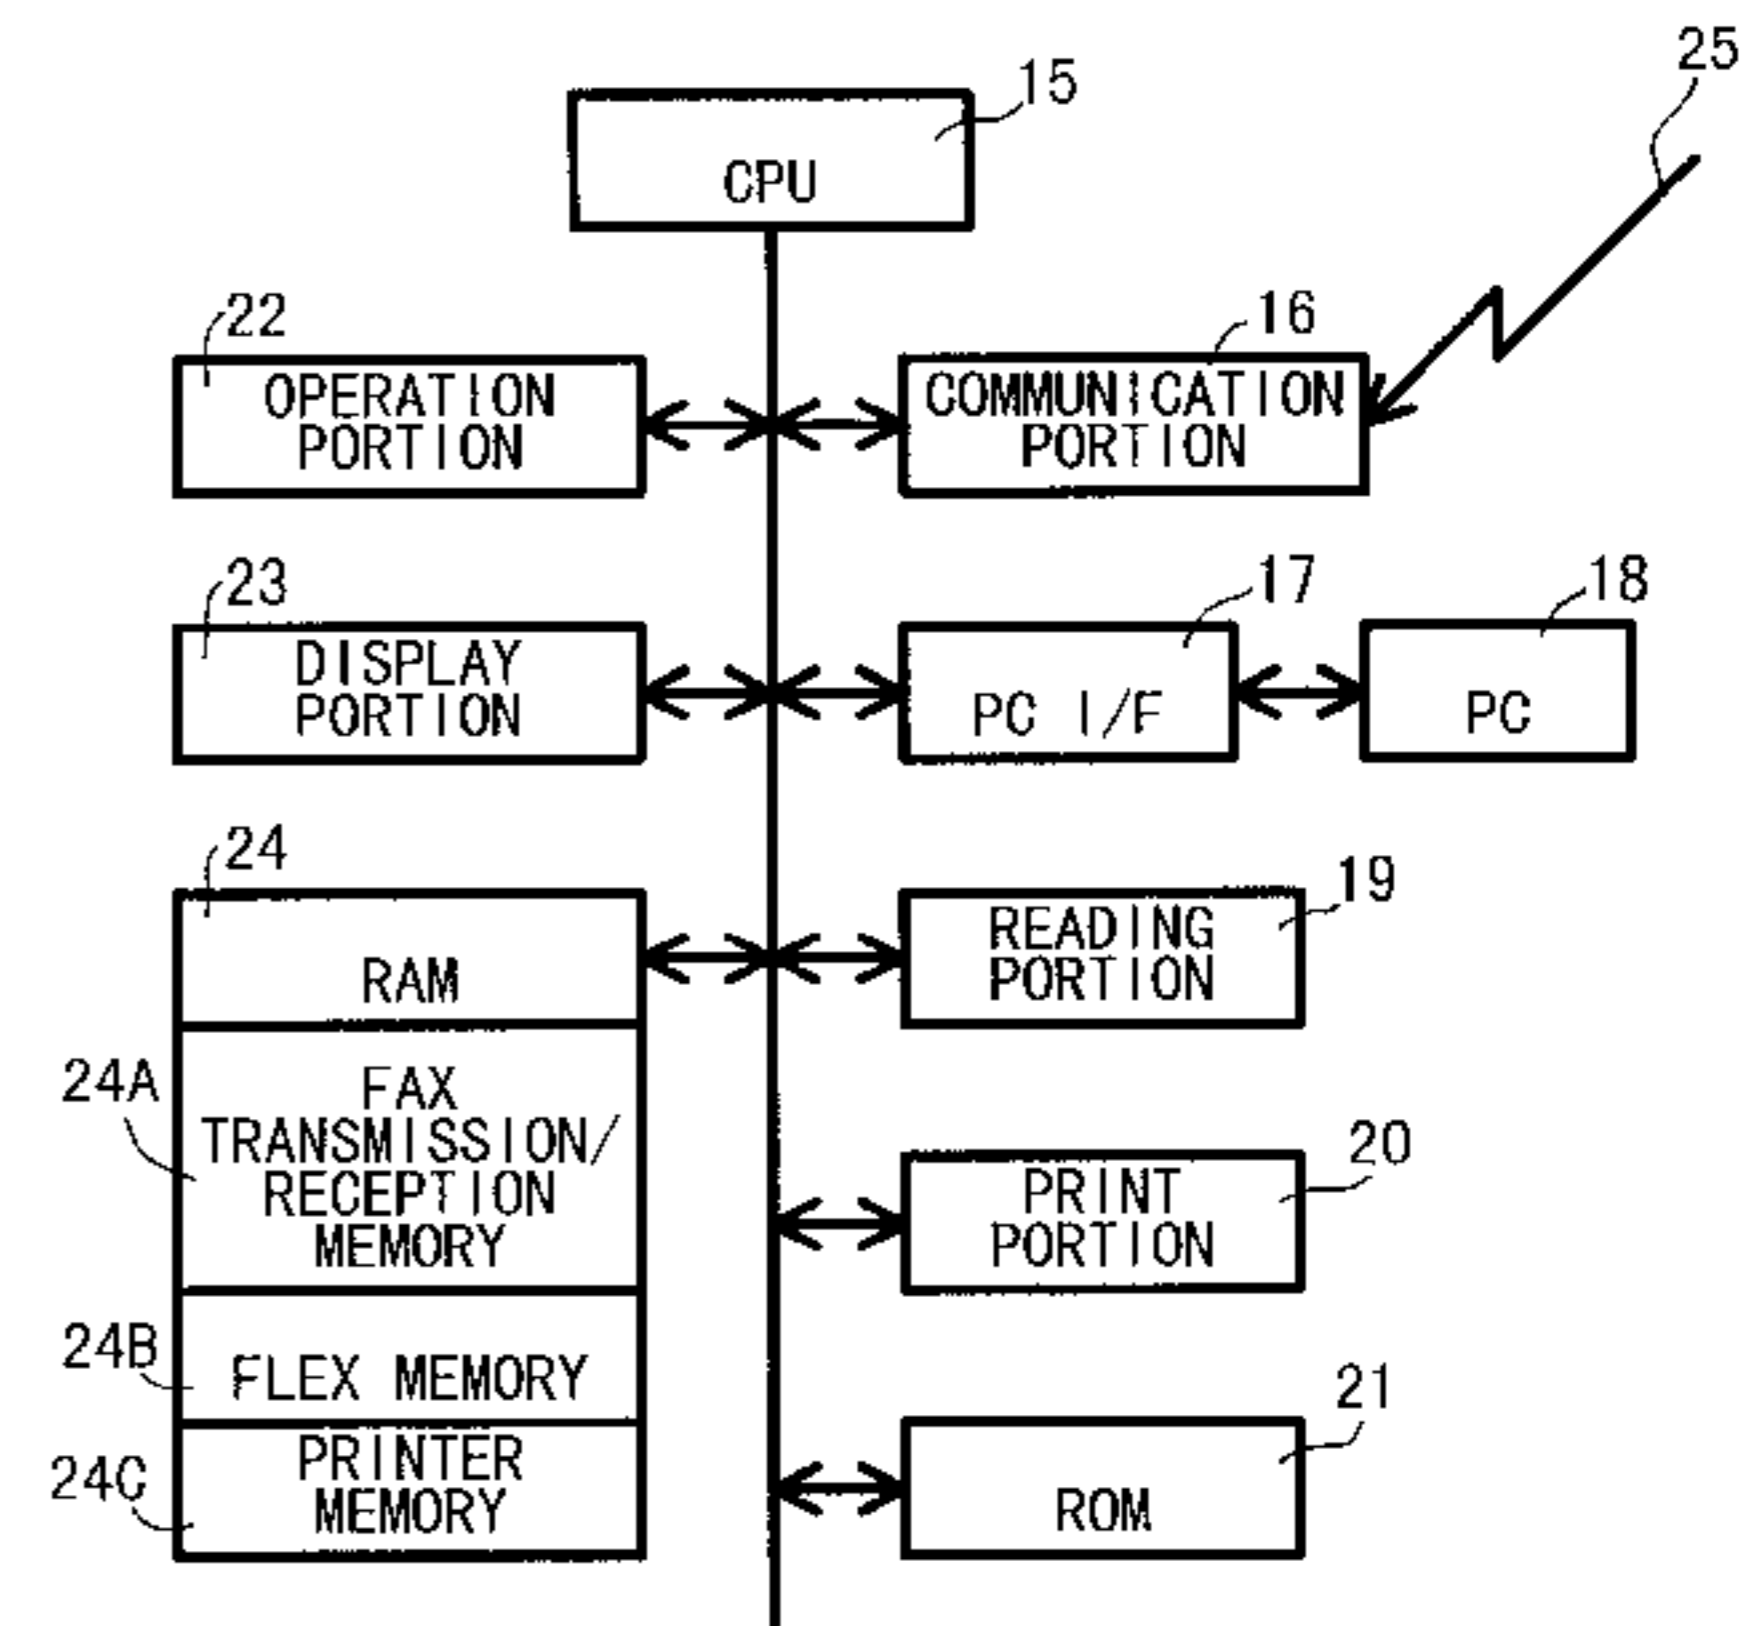 15
25
CPU
22
16
OPERATION
PORTION
COMMUNICATION
PORTION
23
17
18
DISPLAY
PORTION
PC I/F
PC
24
19
RAM
READING
PORTION
24A
FAX
TRANSMISSION/
RECEPTION
MEMORY
20
PRINT
PORTION
24B
FLEX MEMORY
21
24C
PRINTER
MEMORY
ROM